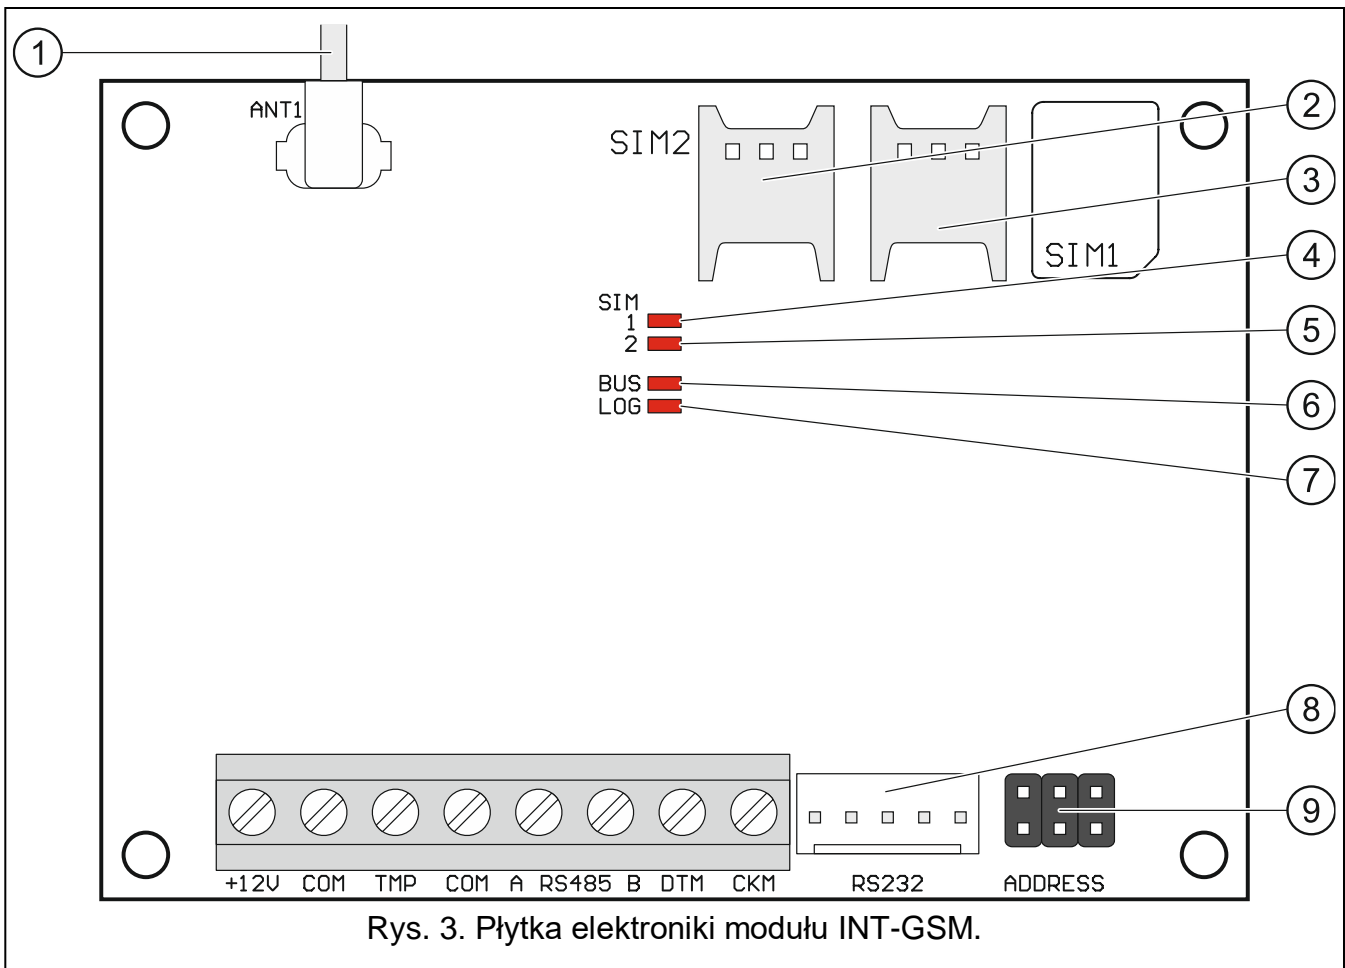 1
ANT1
2
SIM2
3
SIM1
4
SIM
1
5
2
BUS
6
LOG
7
8
9
+12V COM TMP COM A RS485 B DTM CKM RS232 ADDRESS
Rys. 3. Płytka elektroniki modułu INT-GSM.